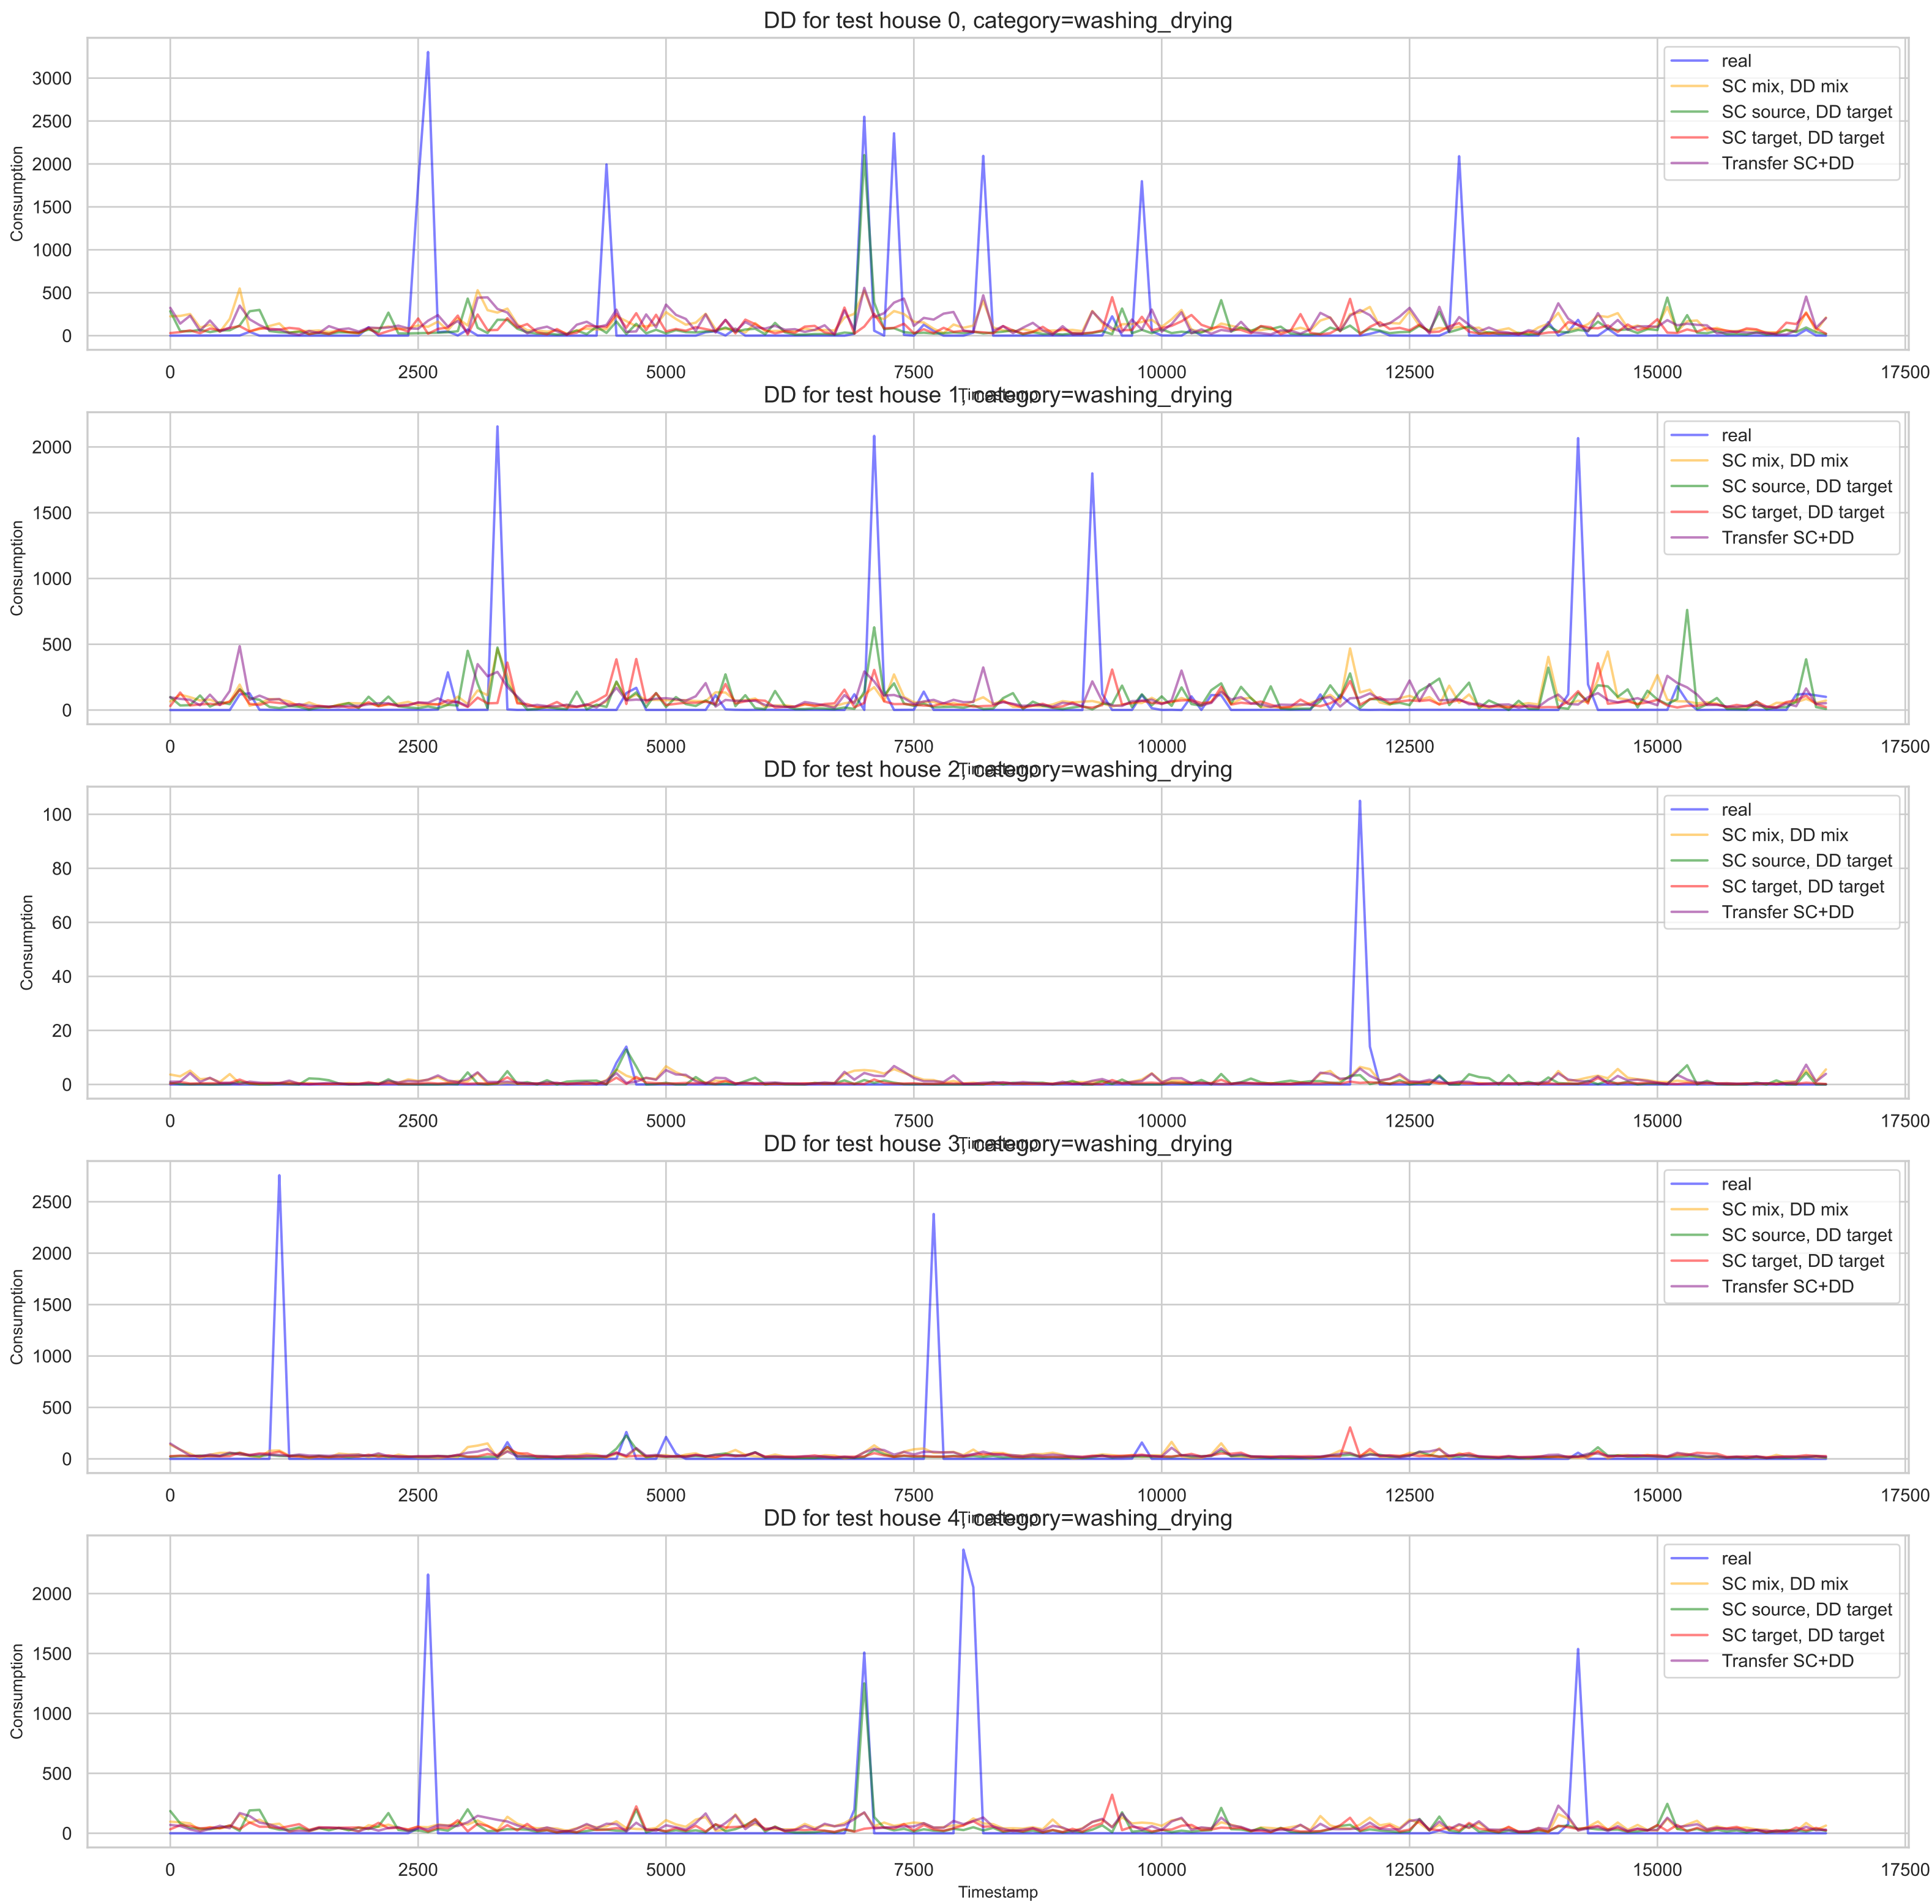 DD for test house 0, category=washing_drying
3000
2500
2000
1500
1000
500
0
Consumption
real
SC mix, DD mix
SC source, DD target
SC target, DD target
Transfer SC+DD
0 2500 5000 7500 10000 12500 15000 17500
Timestamp
DD for test house 1, category=washing_drying
2000
1500
1000
500
0
Consumption
real
SC mix, DD mix
SC source, DD target
SC target, DD target
Transfer SC+DD
0 2500 5000 7500 10000 12500 15000 17500
Timestamp
DD for test house 2, category=washing_drying
100
80
60
40
20
0
Consumption
real
SC mix, DD mix
SC source, DD target
SC target, DD target
Transfer SC+DD
0 2500 5000 7500 10000 12500 15000 17500
Timestamp
DD for test house 3, category=washing_drying
2500
2000
1500
1000
500
0
Consumption
real
SC mix, DD mix
SC source, DD target
SC target, DD target
Transfer SC+DD
0 2500 5000 7500 10000 12500 15000 17500
Timestamp
DD for test house 4, category=washing_drying
2000
1500
1000
500
0
Consumption
real
SC mix, DD mix
SC source, DD target
SC target, DD target
Transfer SC+DD
0 2500 5000 7500 10000 12500 15000 17500
Timestamp